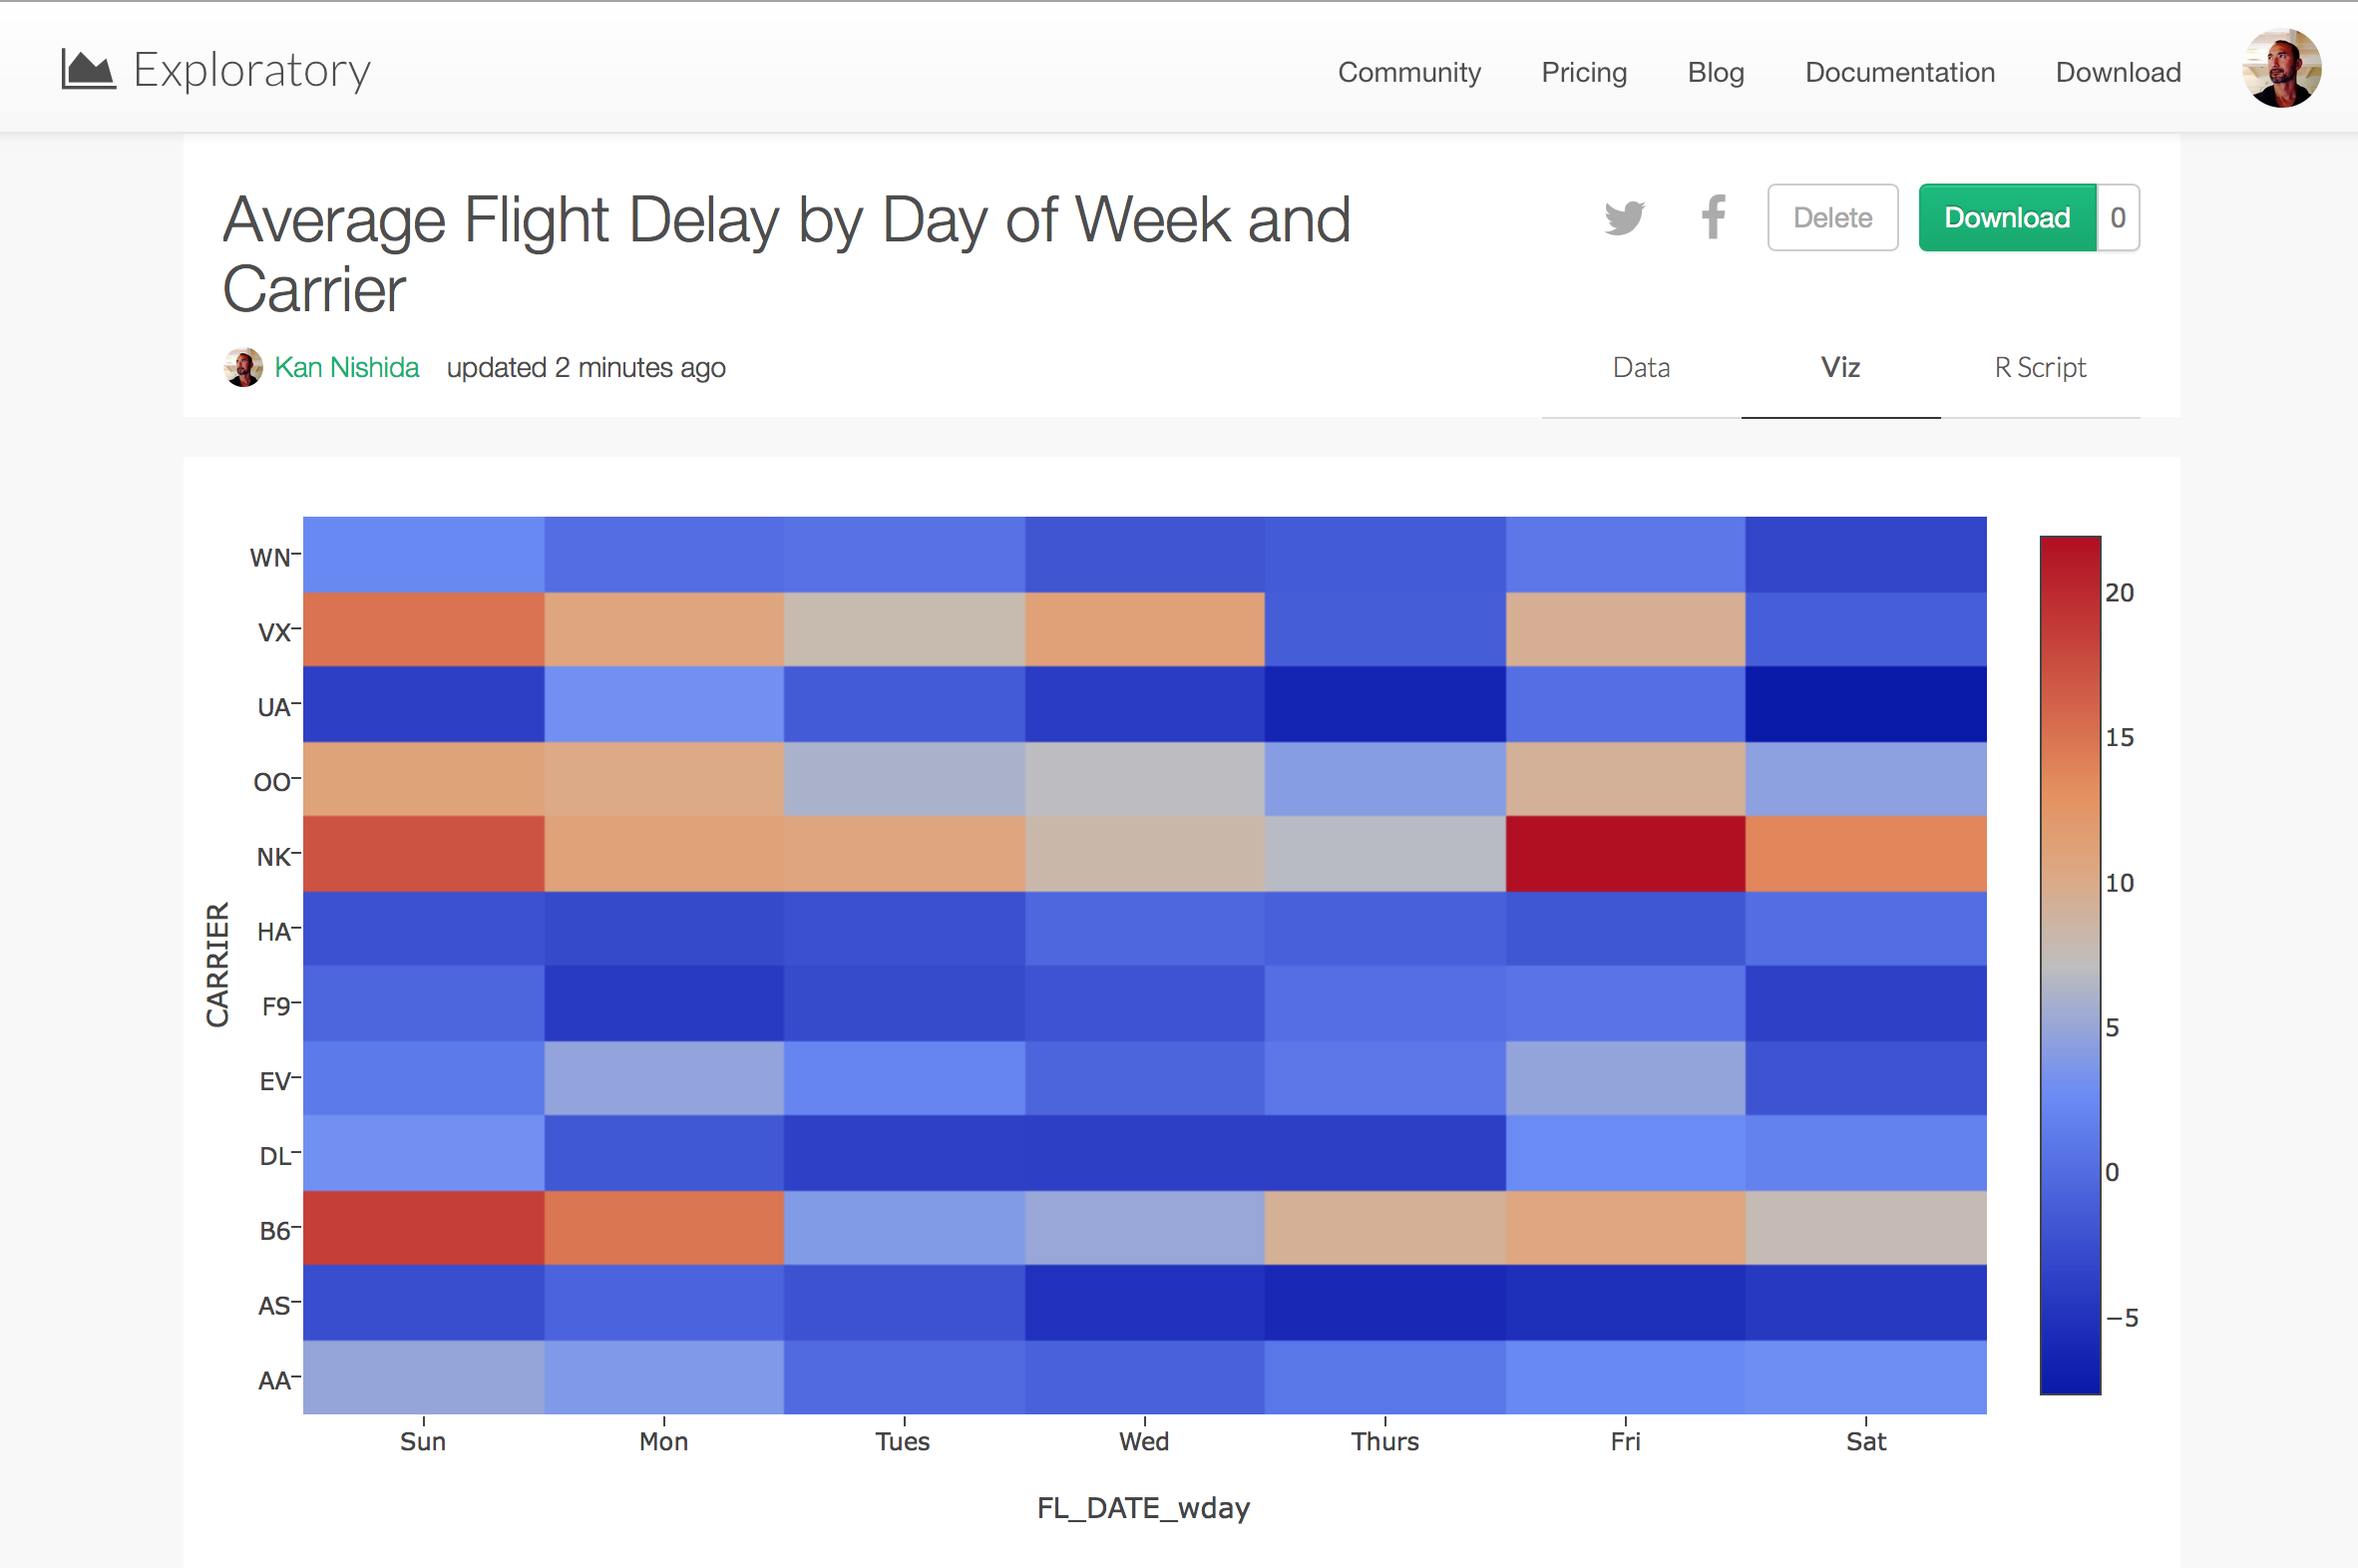 Exploratory
Community Pricing Blog Documentation Download
Average Flight Delay by Day of Week and
Carrier
Delete
Download 0
Kan Nishida updated 2 minutes ago
Data Viz R Script
CARRIER
WN
VX
UA
OO
NK
HA
F9
EV
DL
B6
AS
AA
Sun Mon Tues Wed Thurs Fri Sat
FL_DATE_wday
20
15
10
5
0
−5